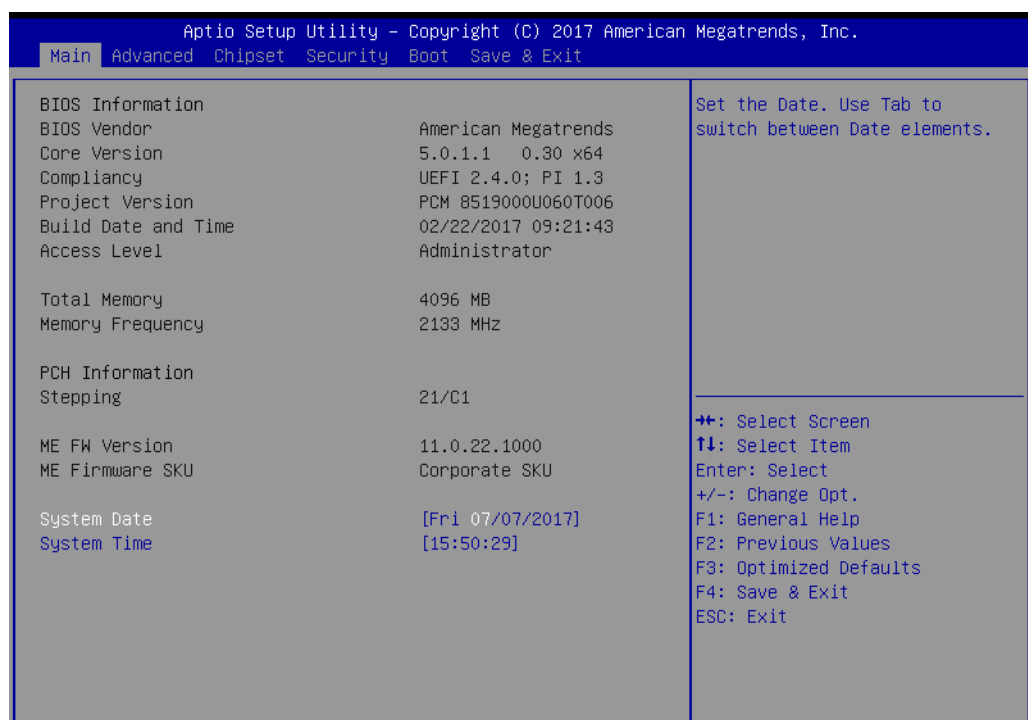 Aptio Setup Utility – Copyright (C) 2017 American Megatrends, Inc.
Main Advanced Chipset Security Boot Save & Exit
BIOS Information
BIOS Vendor American Megatrends
Core Version 5.0.1.1 0.30 x64
Compliancy UEFI 2.4.0; PI 1.3
Project Version PCM 8519000U060T006
Build Date and Time 02/22/2017 09:21:43
Access Level Administrator
Total Memory 4096 MB
Memory Frequency 2133 MHz
PCH Information
Stepping 21/C1
ME FW Version 11.0.22.1000
ME Firmware SKU Corporate SKU
System Date [Fri 07/07/2017]
System Time [15:50:29]
Set the Date. Use Tab to
switch between Date elements.
→←: Select Screen
↑↓: Select Item
Enter: Select
+/-: Change Opt.
F1: General Help
F2: Previous Values
F3: Optimized Defaults
F4: Save & Exit
ESC: Exit